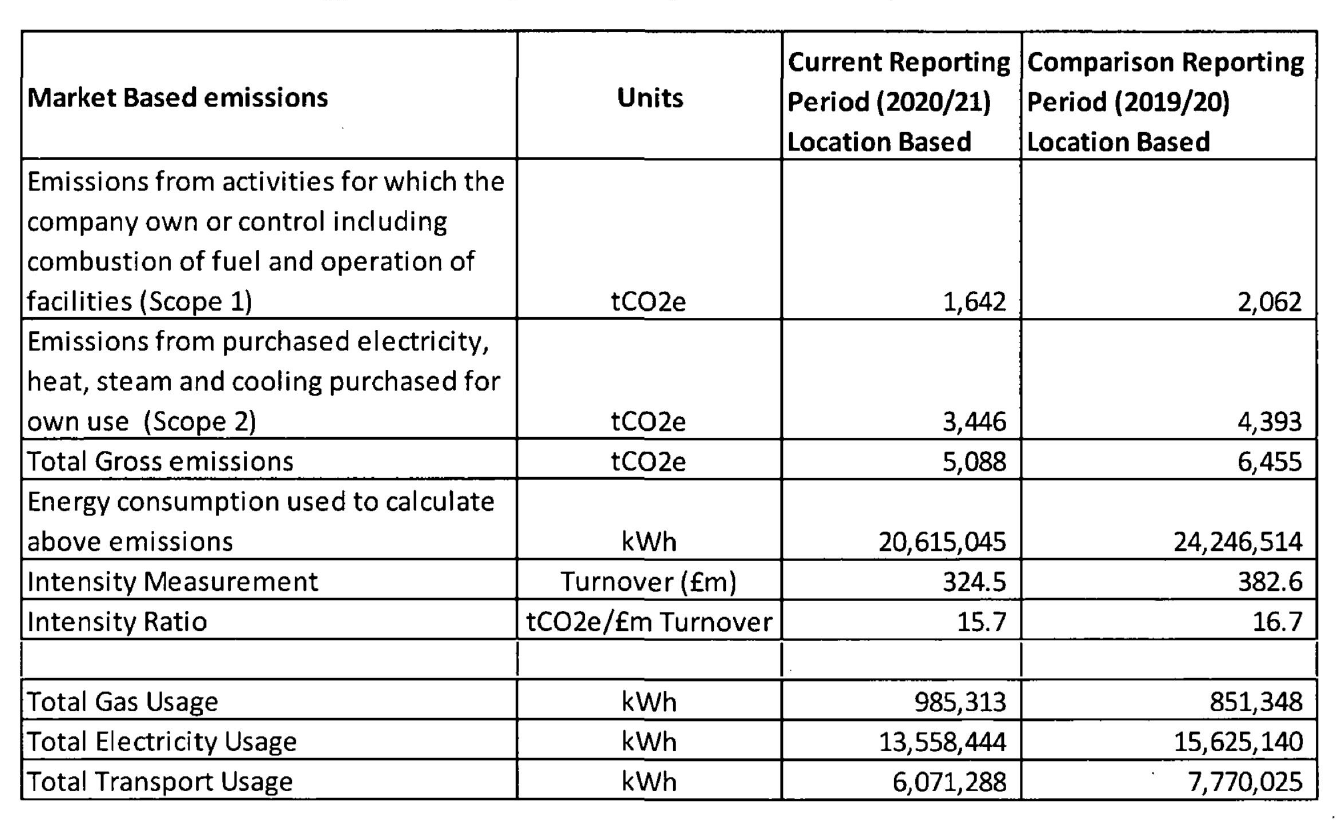 Market Based emissions Units Current Reporting Period (2020/21) Location Based Comparison Reporting Period (2019/20) Location Based
Emissions from activities for which the
company own or control including
combustion of fuel and operation of
facilities (Scope 1) tCO2e 1,642 2,062
Emissions from purchased electricity,
heat, steam and cooling purchased for
own use (Scope 2) tCO2e 3,446 4,393
Total Gross emissions tCO2e 5,088 6,455
Energy consumption used to calculate
above emissions kWh 20,615,045 24,246,514
Intensity Measurement Turnover (£m) 324.5 382.6
Intensity Ratio tCO2e/£m Turnover 15.7 16.7
Total Gas Usage kWh 985,313 851,348
Total Electricity Usage kWh 13,558,444 15,625,140
Total Transport Usage kWh 6,071,288 7,770,025